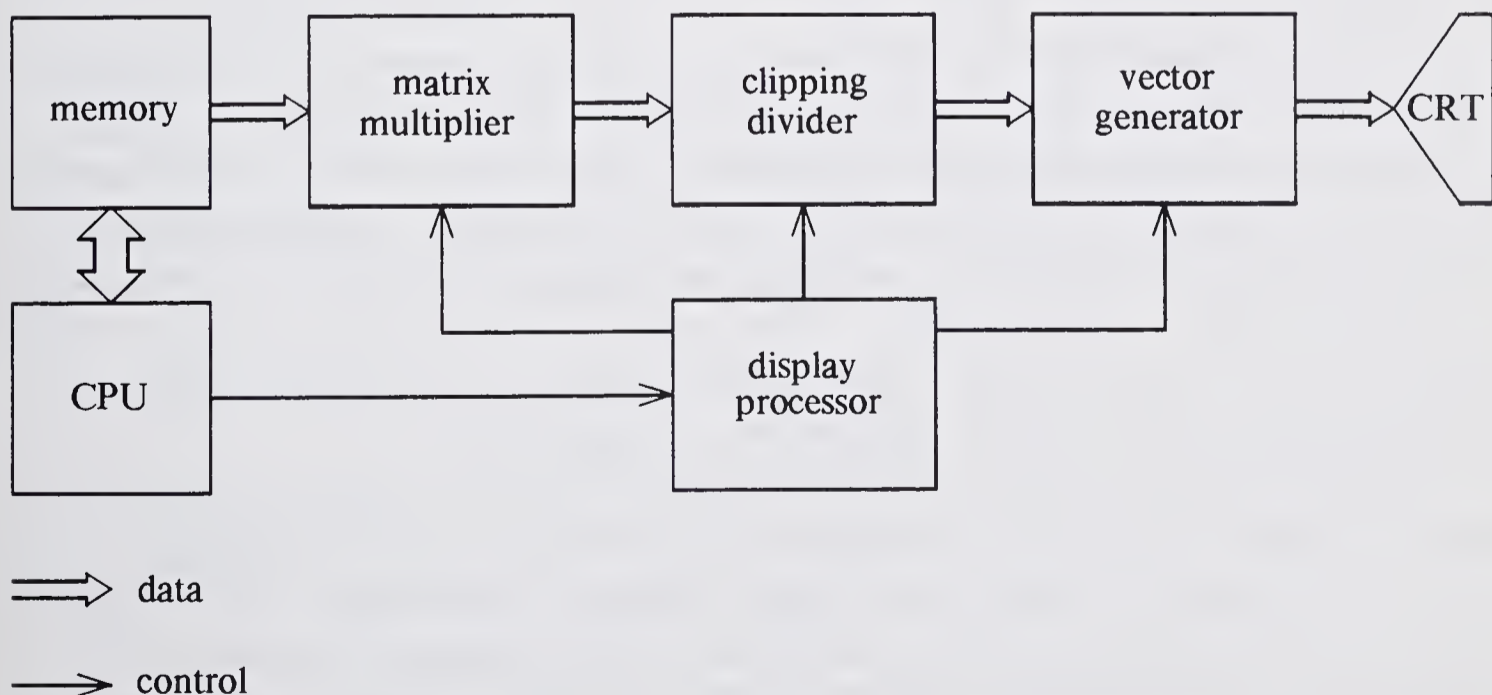 memory
matrix
multiplier
clipping
divider
vector
generator
CRT
CPU
display
processor
data
control